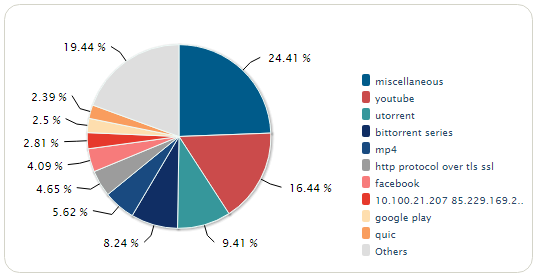 19.44 %
24.41 %
2.39 %
2.5 %
2.81 %
4.09 %
4.65 %
5.62 %
8.24 %
9.41 %
16.44 %
miscellaneous
youtube
utorrent
bittorrent series
mp4
http protocol over tls ssl
facebook
10.100.21.207 85.229.169.2..
google play
quic
Others